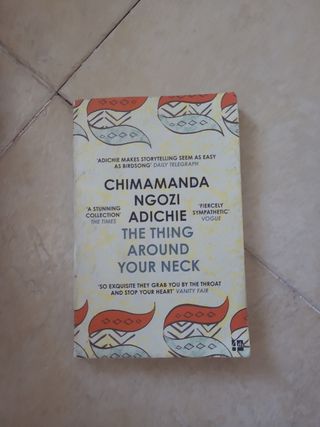 'ADICHIE MAKES STORYTELLING SEEM AS EASY
AS BIRDSONG' DAILY TELEGRAPH
CHIMAMANDA
NGOZI
ADICHIE
'A STUNNING
COLLECTION'
THE TIMES
'FIERCELY
SYMPATHETIC'
VOGUE
THE THING
AROUND
YOUR NECK
'SO EXQUISITE THEY GRAB YOU BY THE THROAT
AND STOP YOUR HEART' VANITY FAIR